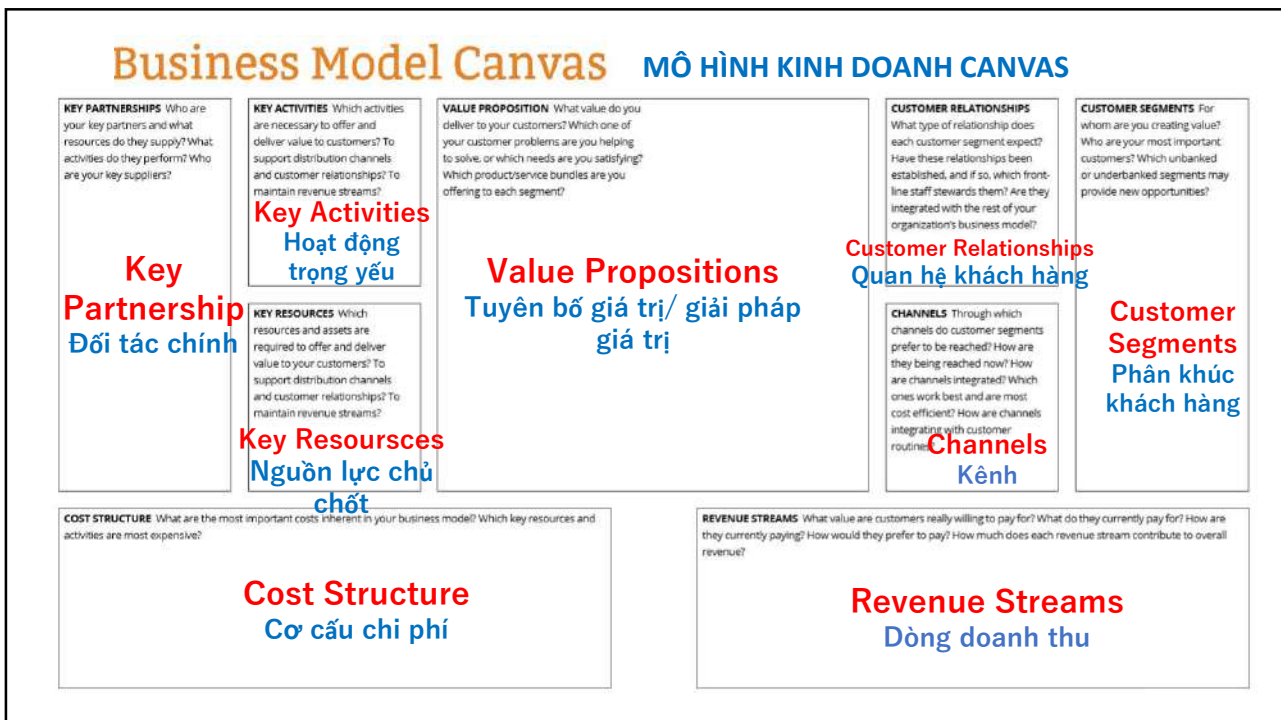 Business Model Canvas MÔ HÌNH KINH DOANH CANVAS
KEY PARTNERSHIPS Who are
your key partners and what
resources do they supply? What
activities do they perform? Who
are your key suppliers?
Key
Partnership
Đối tác chính
KEY ACTIVITIES Which activities
are necessary to offer and
deliver value to customers? To
support distribution channels
and customer relationships? To
maintain revenue streams?
Key Activities
Hoạt động
trọng yếu
KEY RESOURCES Which
resources and assets are
required to offer and deliver
value to your customers? To
support distribution channels
and customer relationships? To
maintain revenue streams?
Key Resoursces
Nguồn lực chủ
chốt
VALUE PROPOSITION What value do you
deliver to your customers? Which one of
your customer problems are you helping
to solve, or which needs are you satisfying?
Which product/service bundles are you
offering to each segment?
Value Propositions
Tuyên bố giá trị/ giải pháp
giá trị
CUSTOMER RELATIONSHIPS
What type of relationship does
each customer segment expect?
Have these relationships been
established, and if so, which front-
line staff stewards them? Are they
integrated with the rest of your
organization's business model?
Customer Relationships
Quan hệ khách hàng
CHANNELS Through which
channels do customer segments
prefer to be reached? How are
they being reached now? How
are channels integrated? Which
ones work best and are most
cost efficient? How are channels
integrating with customer
routines?
Channels
Kênh
CUSTOMER SEGMENTS For
whom are you creating value?
Who are your most important
customers? Which unbanked
or underbanked segments may
provide new opportunities?
Customer
Segments
Phân khúc
khách hàng
COST STRUCTURE What are the most important costs inherent in your business model? Which key resources and
activities are most expensive?
Cost Structure
Cơ cấu chi phí
REVENUE STREAMS What value are customers really willing to pay for? What do they currently pay for? How are
they currently paying? How would they prefer to pay? How much does each revenue stream contribute to overall
revenue?
Revenue Streams
Dòng doanh thu